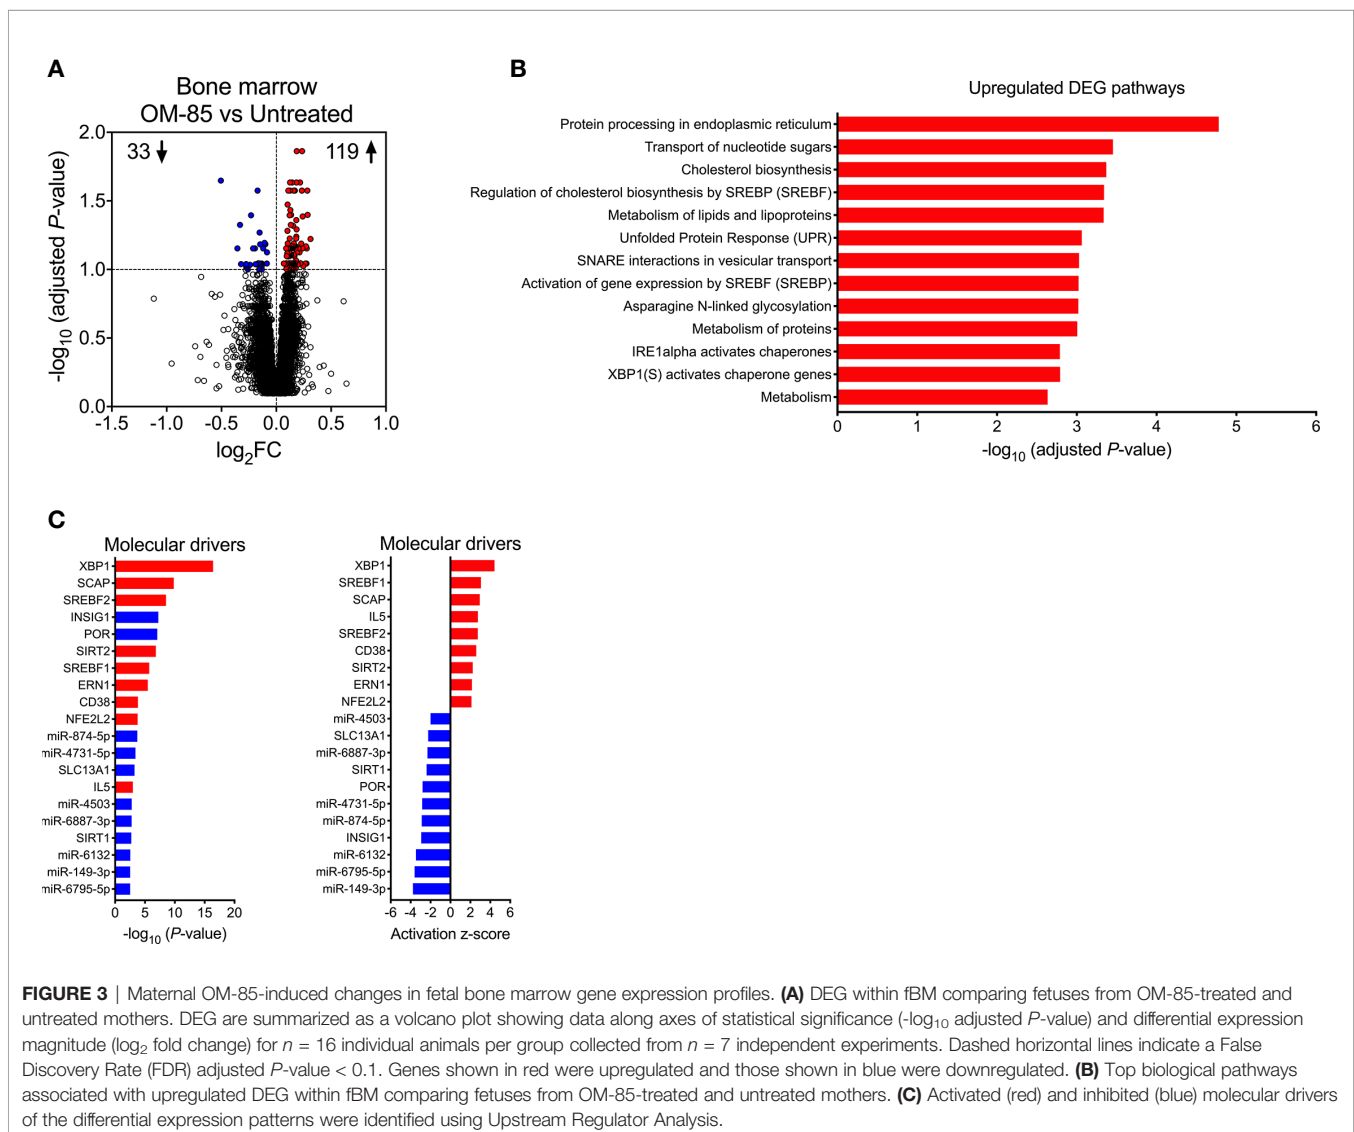 A
Bone marrow
OM-85 vs Untreated
33
119
2.0
1.5
1.0
0.5
0.0
-log10 (adjusted P-value)
-1.5 -1.0 -0.5 0.0 0.5 1.0
log2FC
B
Upregulated DEG pathways
Protein processing in endoplasmic reticulum
Transport of nucleotide sugars
Cholesterol biosynthesis
Regulation of cholesterol biosynthesis by SREBP (SREBF)
Metabolism of lipids and lipoproteins
Unfolded Protein Response (UPR)
SNARE interactions in vesicular transport
Activation of gene expression by SREBF (SREBP)
Asparagine N-linked glycosylation
Metabolism of proteins
IRE1alpha activates chaperones
XBP1(S) activates chaperone genes
Metabolism
0 1 2 3 4 5 6
-log10 (adjusted P-value)
C
Molecular drivers
XBP1
SCAP
SREBF2
INSIG1
POR
SIRT2
SREBF1
ERN1
CD38
NFE2L2
miR-874-5p
miR-4731-5p
SLC13A1
IL5
miR-4503
miR-6887-3p
SIRT1
miR-6132
miR-149-3p
miR-6795-5p
0 5 10 15 20
-log10 (P-value)
Molecular drivers
XBP1
SREBF1
SCAP
IL5
SREBF2
CD38
SIRT2
ERN1
NFE2L2
miR-4503
SLC13A1
miR-6887-3p
SIRT1
POR
miR-4731-5p
miR-874-5p
INSIG1
miR-6132
miR-6795-5p
miR-149-3p
-6 -4 -2 0 2 4 6
Activation z-score
FIGURE 3 | Maternal OM-85-induced changes in fetal bone marrow gene expression profiles. (A) DEG within fBM comparing fetuses from OM-85-treated and
untreated mothers. DEG are summarized as a volcano plot showing data along axes of statistical significance (-log10 adjusted P-value) and differential expression
magnitude (log2 fold change) for n = 16 individual animals per group collected from n = 7 independent experiments. Dashed horizontal lines indicate a False
Discovery Rate (FDR) adjusted P-value < 0.1. Genes shown in red were upregulated and those shown in blue were downregulated. (B) Top biological pathways
associated with upregulated DEG within fBM comparing fetuses from OM-85-treated and untreated mothers. (C) Activated (red) and inhibited (blue) molecular drivers
of the differential expression patterns were identified using Upstream Regulator Analysis.